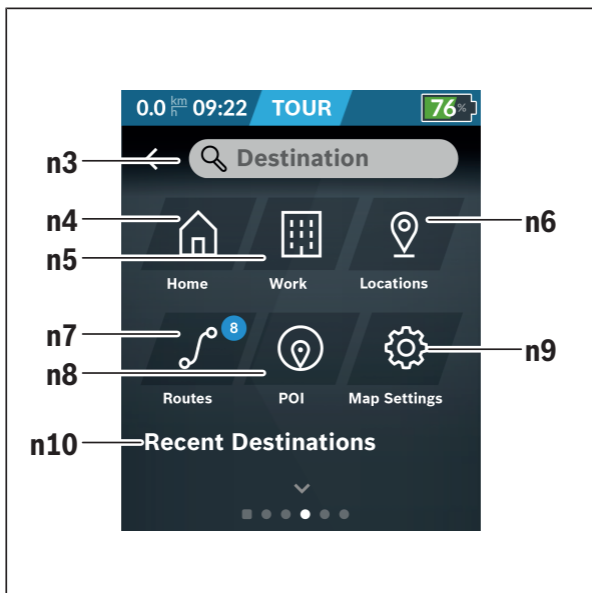 0.0 km/h 09:22 TOUR 76%
n3 Destination
n4
n6
n5
Home Work Locations
n7 8
n9
n8
Routes POI Map Settings
n10 Recent Destinations